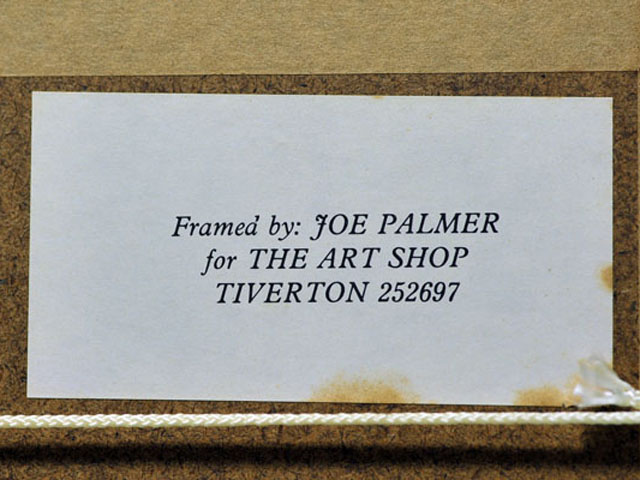 Framed by: JOE PALMER
for THE ART SHOP
TIVERTON 252697